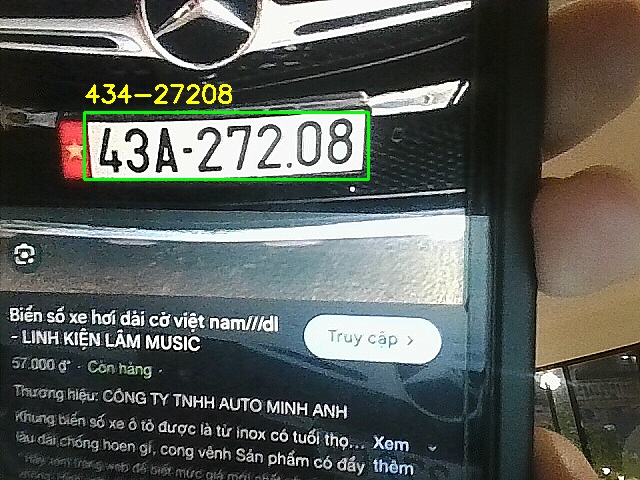 434-27208
43A-272.08
Biển số xe hơi dài cờ việt nam///dl
- LINH KIỆN LÂM MUSIC
Truy cập >
57.000 đ · Còn hàng ·
Thương hiệu: CÔNG TY TNHH AUTO MINH ANH
Khung biển số xe ô tô được là từ inox có tuổi thọ... Xem
lâu dài chống hoen gỉ, cong vênh Sản phẩm có đầy thêm